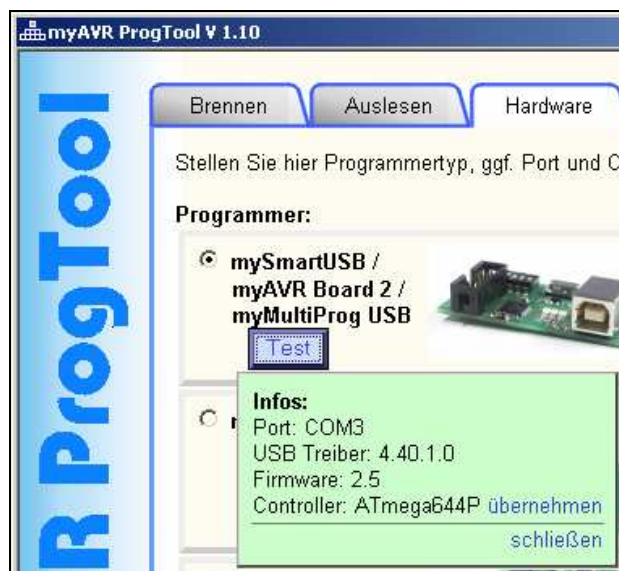 myAVR ProgTool V 1.10
R ProgTool
Brennen
Auslesen
Hardware
Stellen Sie hier Programmertyp, ggf. Port und
Programmer:
mySmartUSB /
myAVR Board 2 /
myMultiProg USB
Test
Infos:
Port: COM3
USB Treiber: 4.40.1.0
Firmware: 2.5
Controller: ATmega644P übernehmen
schließen